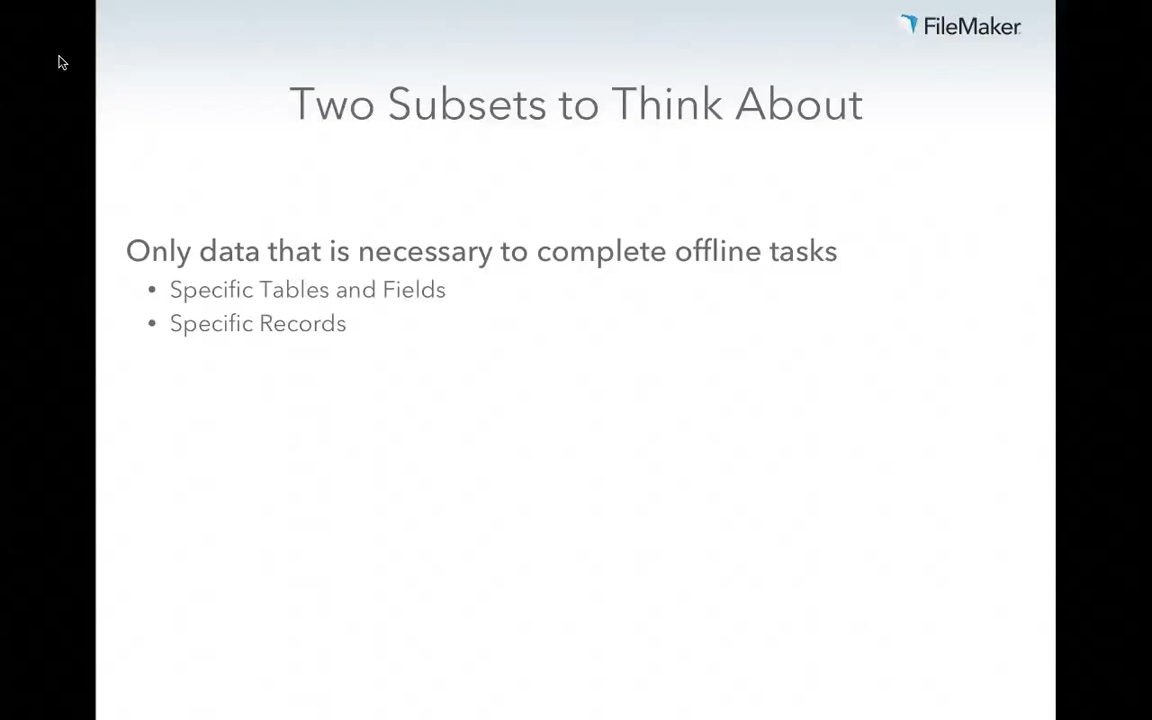 FileMaker
Two Subsets to Think About
Only data that is necessary to complete offline tasks
• Specific Tables and Fields
• Specific Records